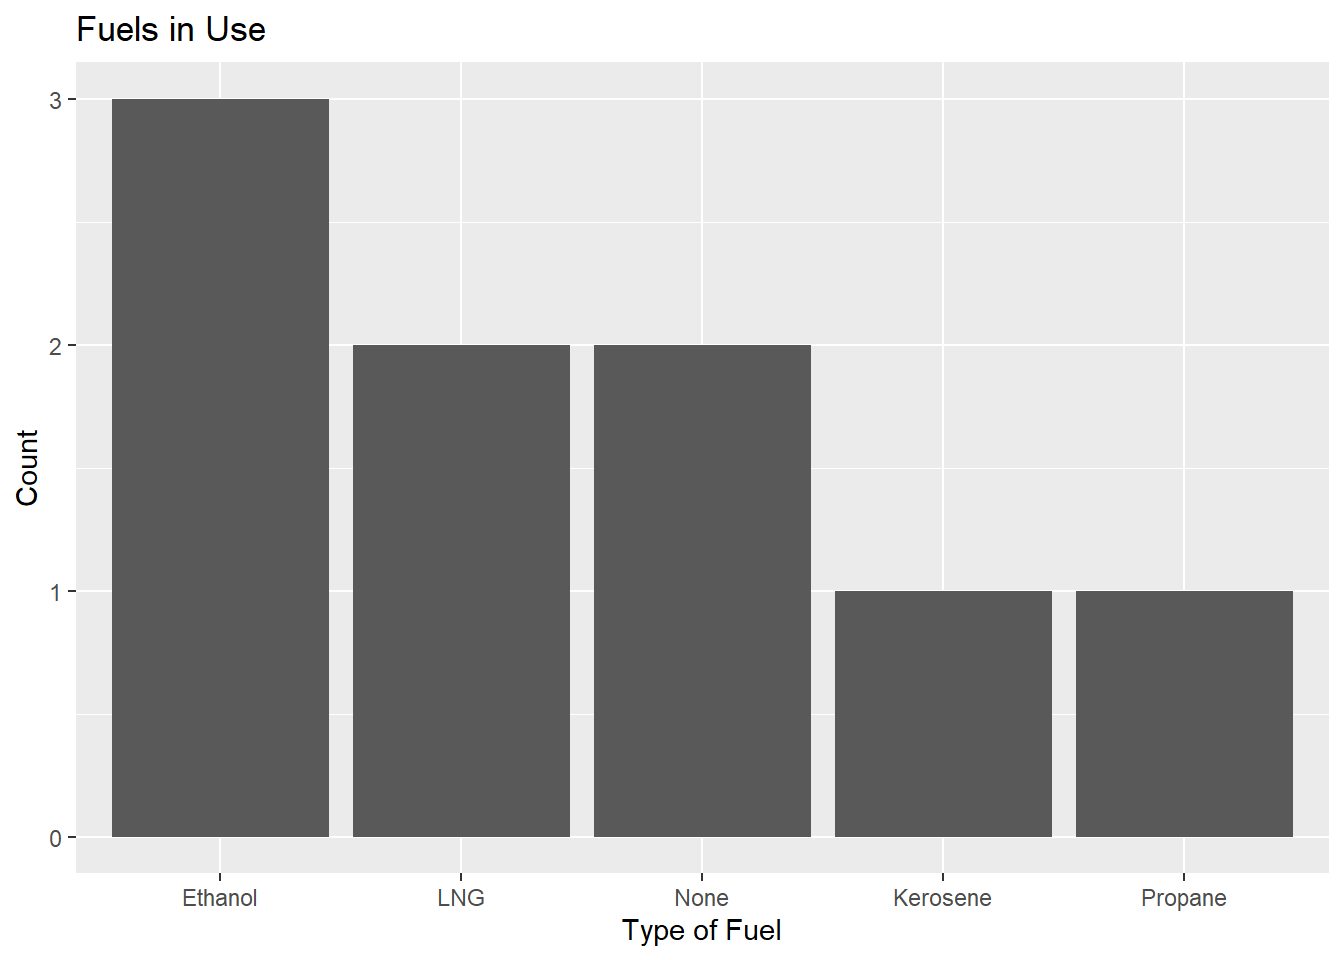 Fuels in Use
3
2
1
0
Count
Ethanol LNG None Kerosene Propane
Type of Fuel